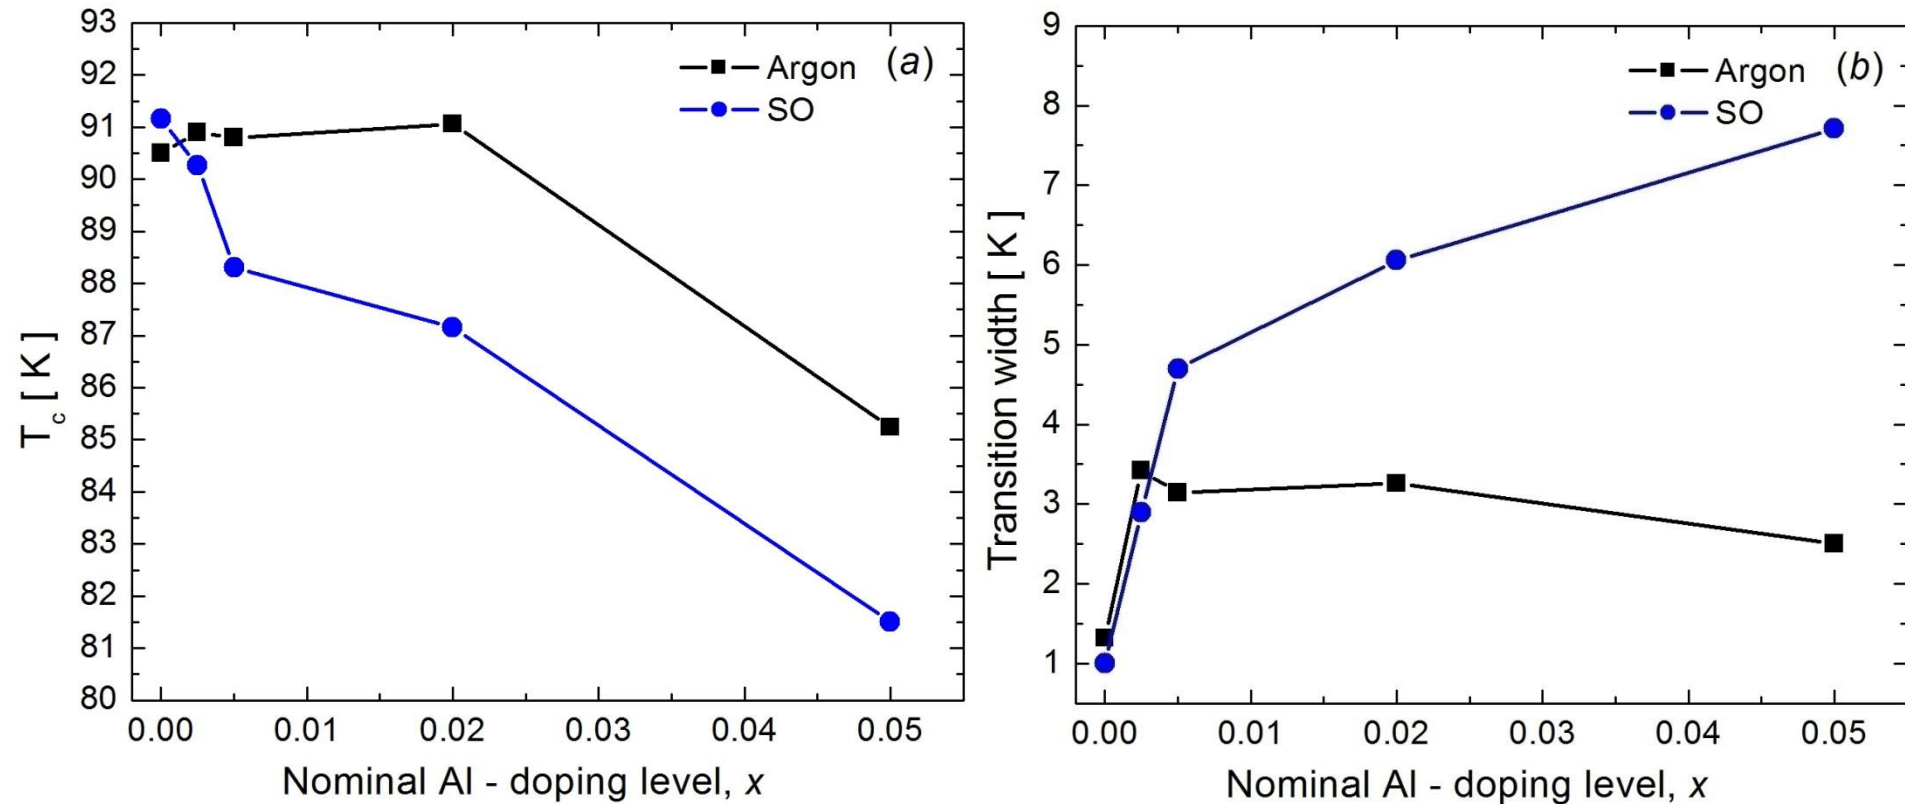 93
92
91
90
89
88
87
86
85
84
83
82
81
80
T_c [ K ]
Argon
SO
(a)
0.00 0.01 0.02 0.03 0.04 0.05
Nominal Al - doping level, x
9
8
7
6
5
4
3
2
1
Transition width [ K ]
Argon
SO
(b)
0.00 0.01 0.02 0.03 0.04 0.05
Nominal Al - doping level, x